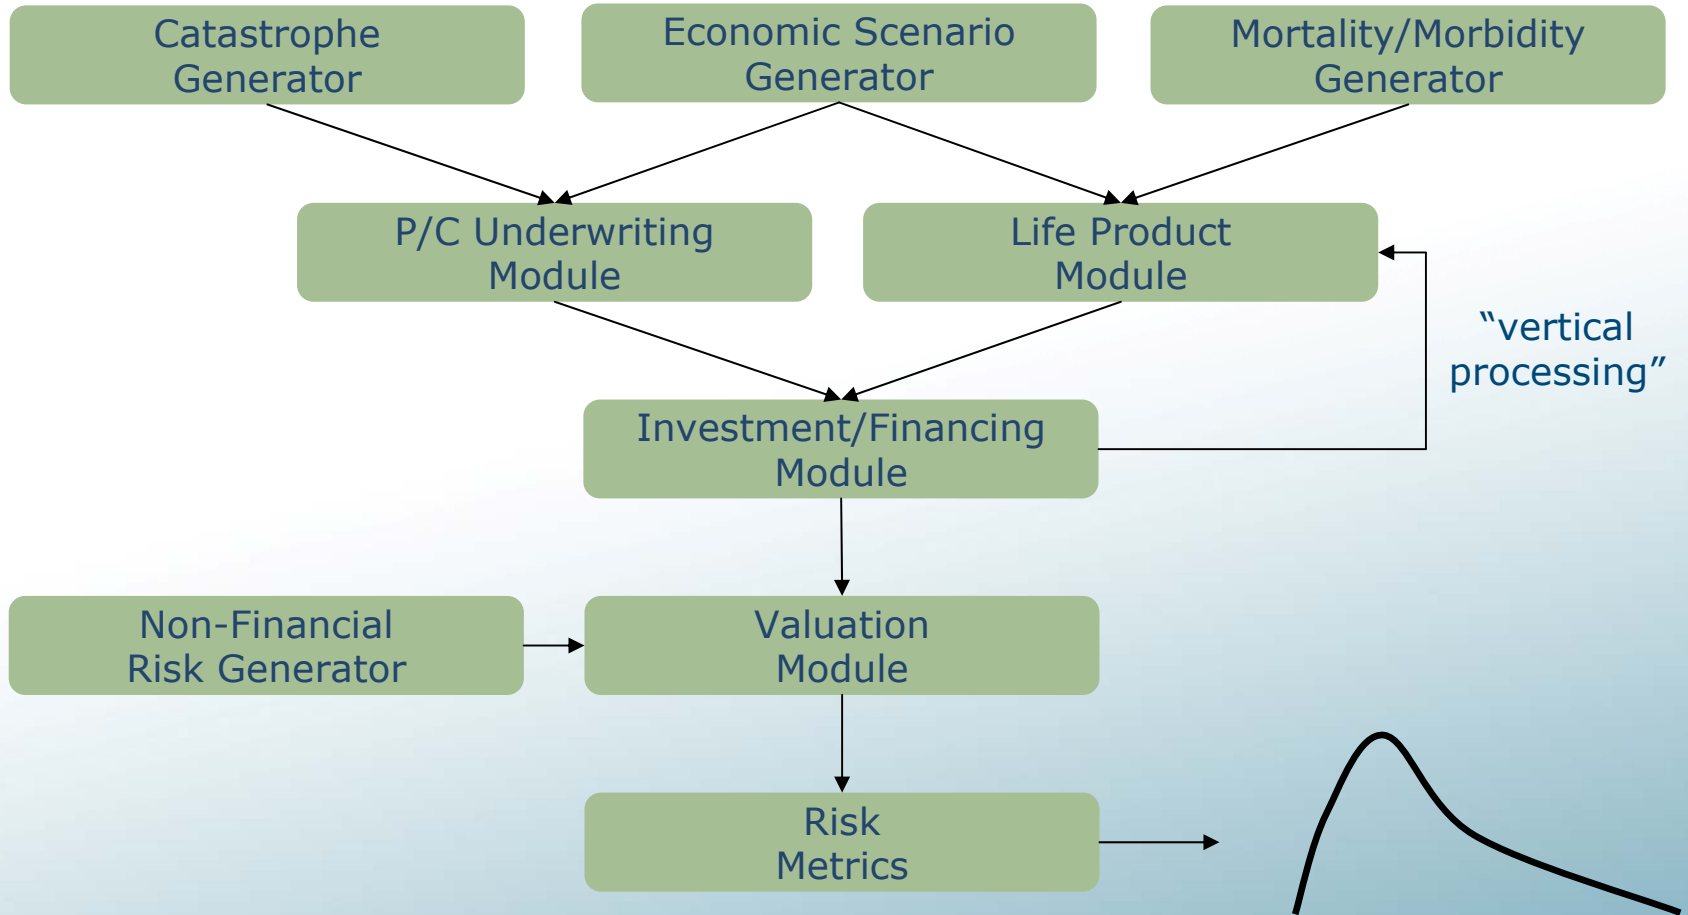 Catastrophe
Generator
Economic Scenario
Generator
Mortality/Morbidity
Generator
P/C Underwriting
Module
Life Product
Module
“vertical
processing”
Investment/Financing
Module
Non-Financial
Risk Generator
Valuation
Module
Risk
Metrics